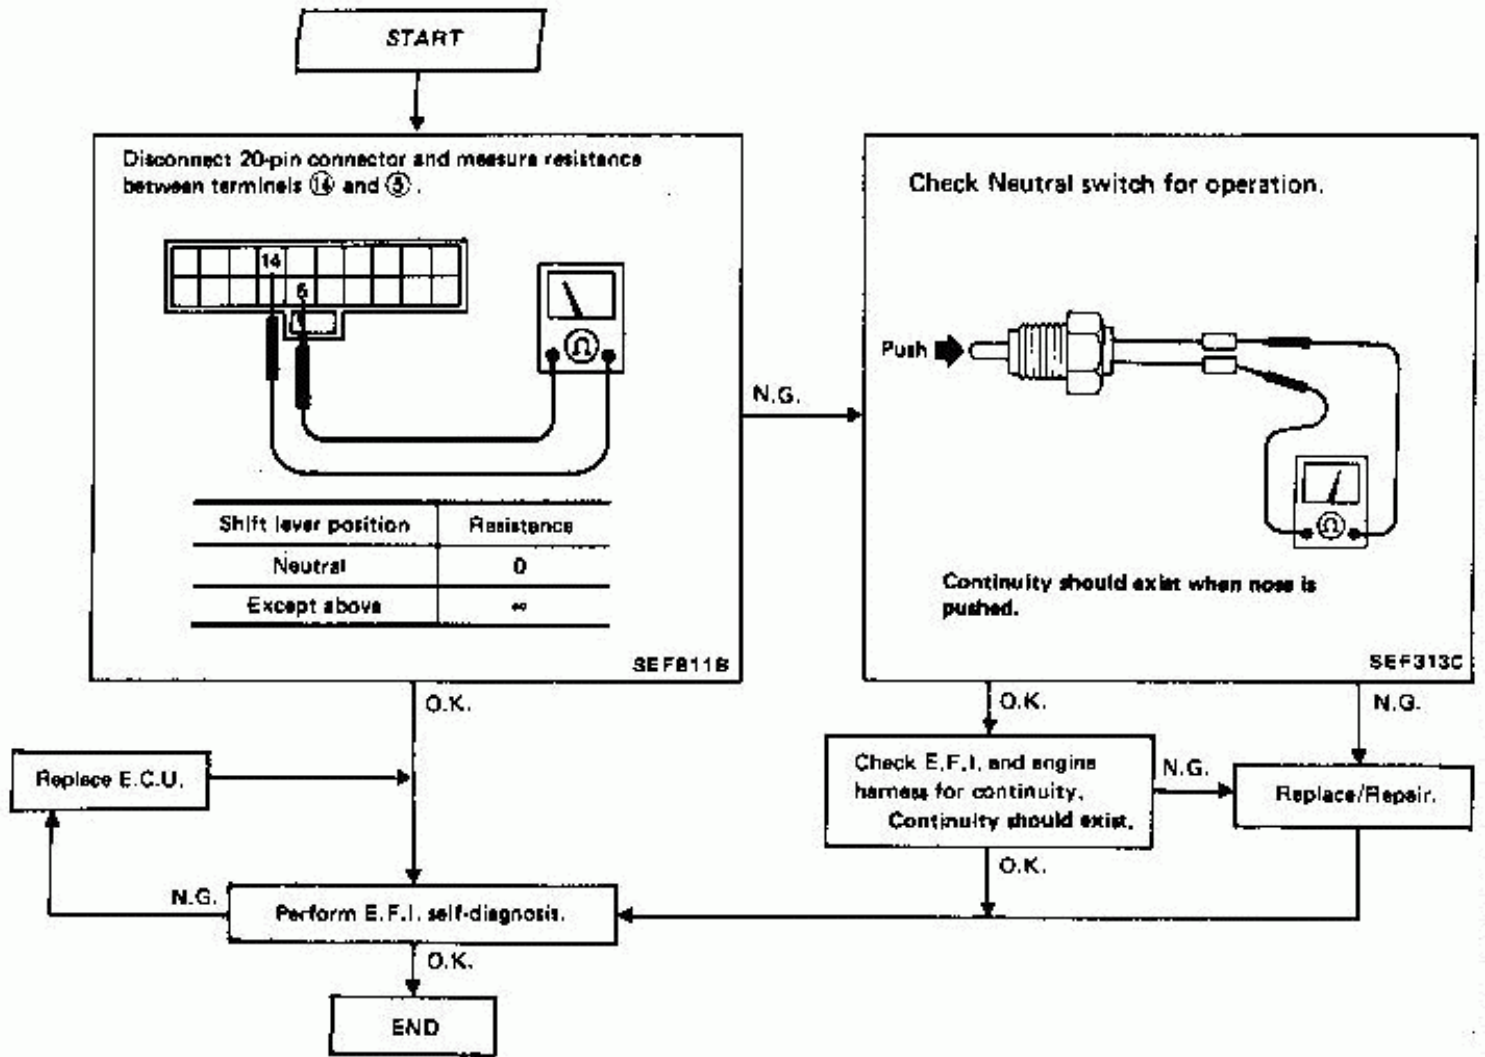 START
Disconnect 20-pin connector and measure resistance
between terminals ⑭ and ⑤.
14
5
Ω
Shift lever position Resistance
Neutral 0
Except above ∞
SEF811B
N.G.
Check Neutral switch for operation.
Push
Ω
Continuity should exist when nose is
pushed.
SEF313C
O.K.
O.K.
N.G.
Replace E.C.U.
Check E.F.I. and engine
harness for continuity.
Continuity should exist.
N.G.
Replace/Repair.
O.K.
N.G.
Perform E.F.I. self-diagnosis.
O.K.
END